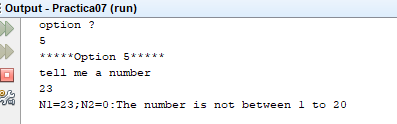 Output - Practica07 (run)
option ?
5
*****Option 5*****
tell me a number
23
N1=23;N2=0:The number is not between 1 to 20